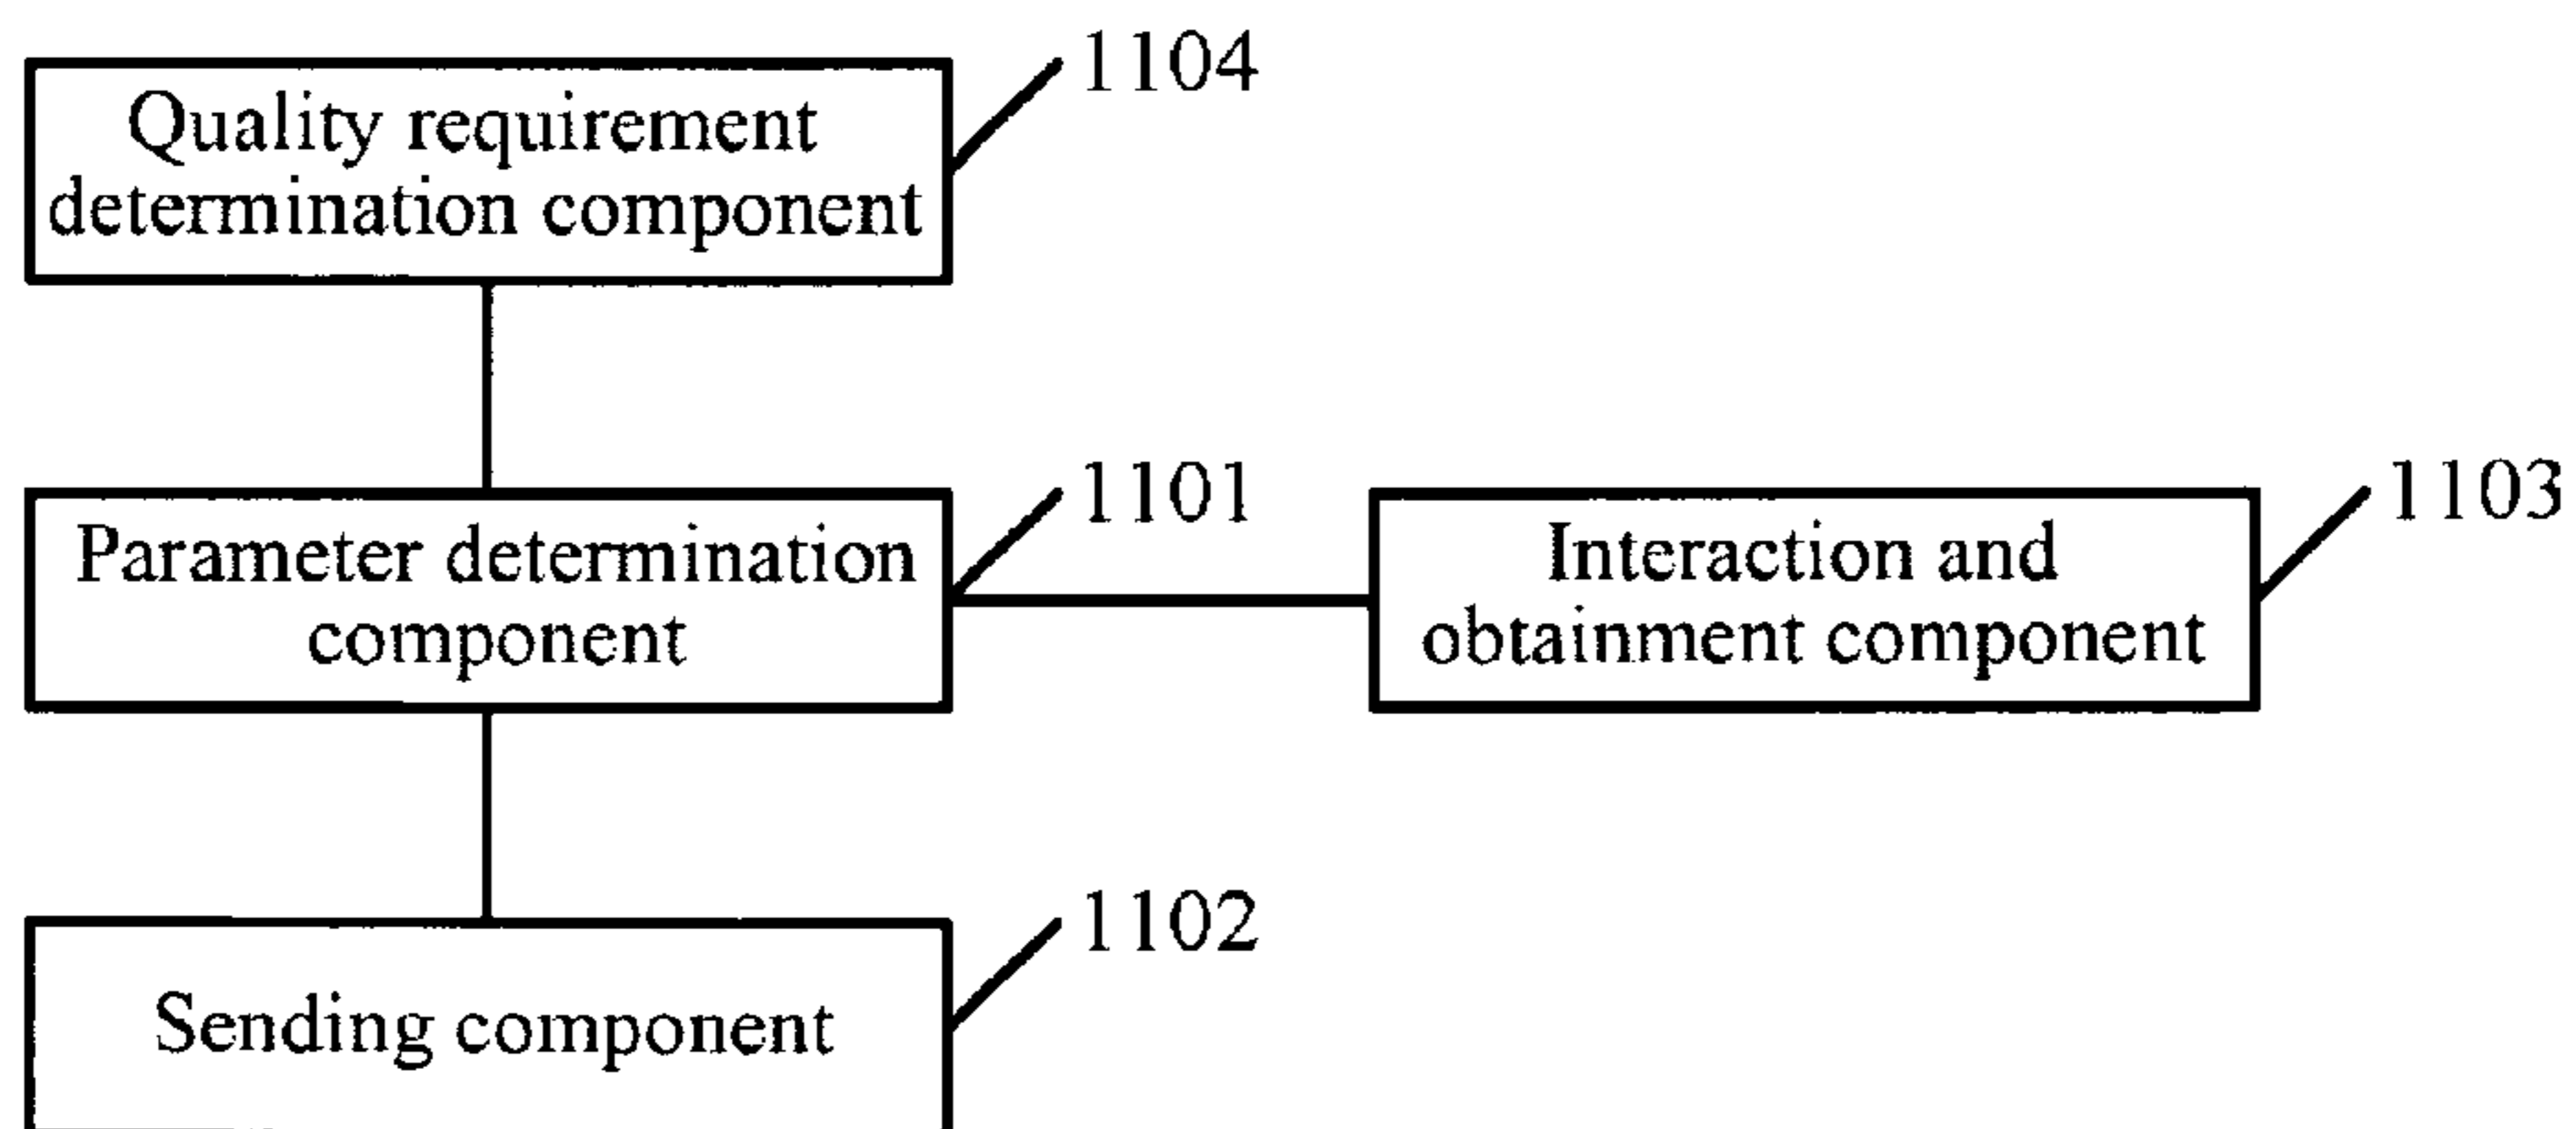 1104
Quality requirement
determination component
1101
Parameter determination
component
1103
Interaction and
obtainment component
1102
Sending component